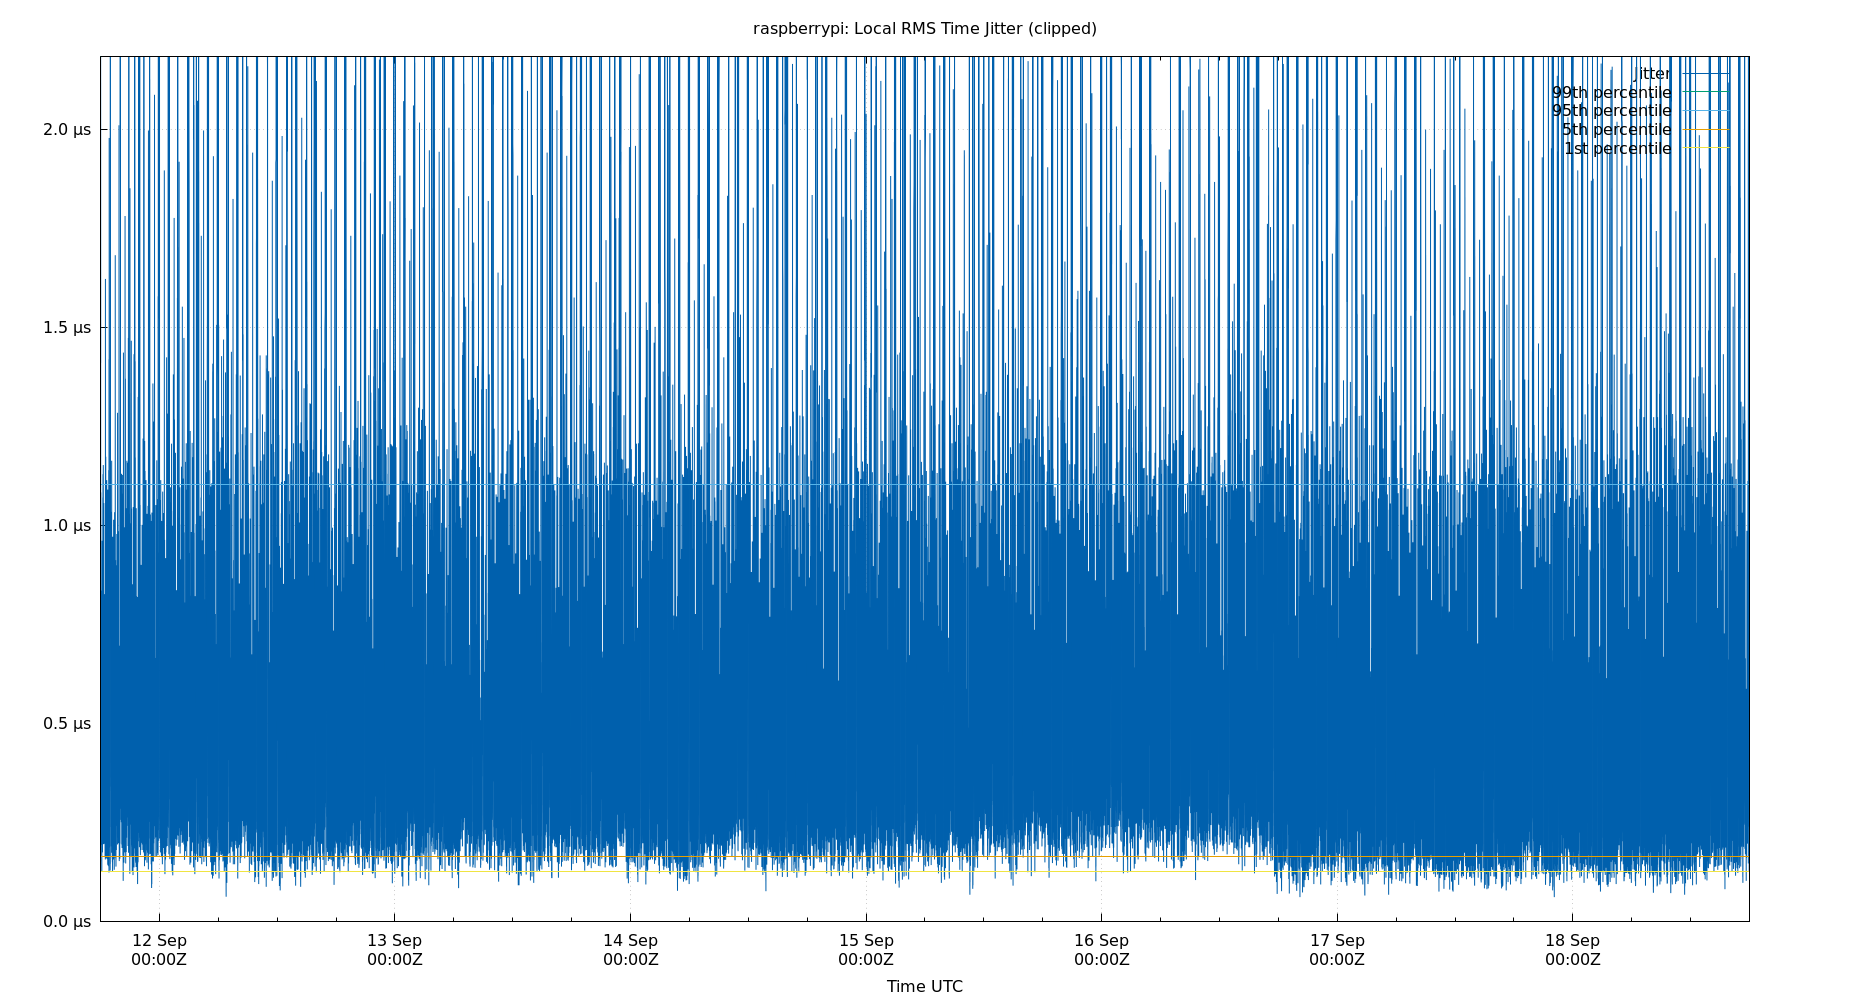 raspberrypi: Local RMS Time Jitter (clipped)
jitter
99th percentile
95th percentile
5th percentile
1st percentile
2.0 µs
1.5 µs
1.0 µs
0.5 µs
0.0 µs
12 Sep 13 Sep 14 Sep 15 Sep 16 Sep 17 Sep 18 Sep
00:00Z 00:00Z 00:00Z 00:00Z 00:00Z 00:00Z 00:00Z
Time UTC